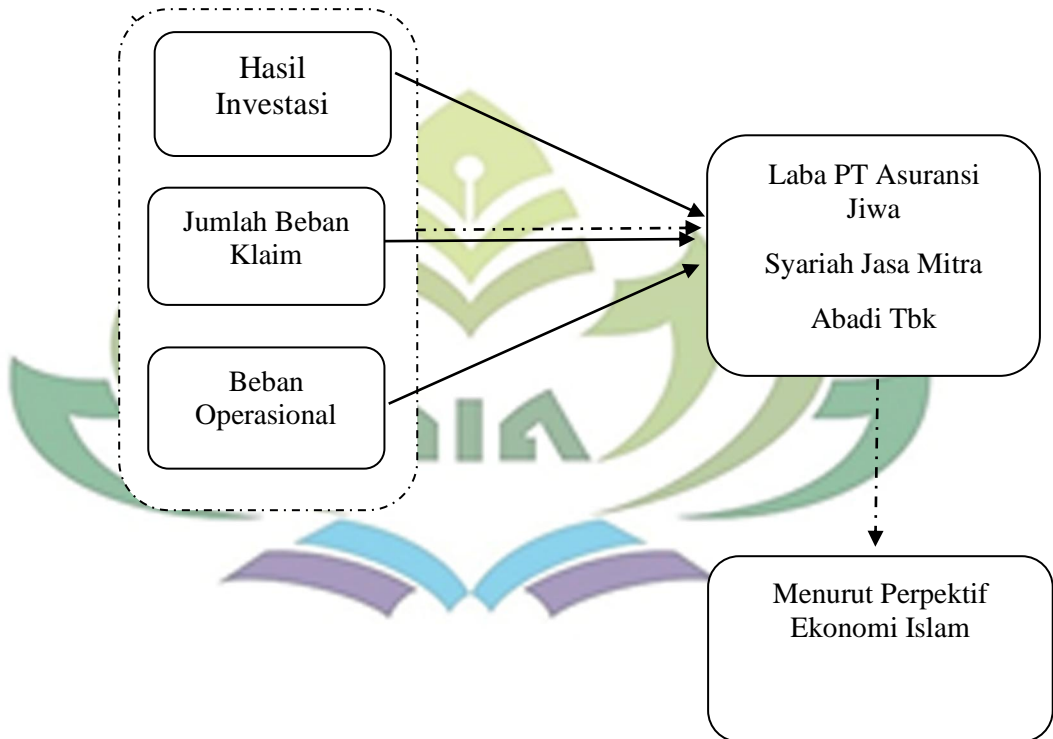 Hasil
Investasi
Jumlah Beban
Klaim
Beban
Operasional
Laba PT Asuransi
Jiwa
Syariah Jasa Mitra
Abadi Tbk
Menurut Perpektif
Ekonomi Islam